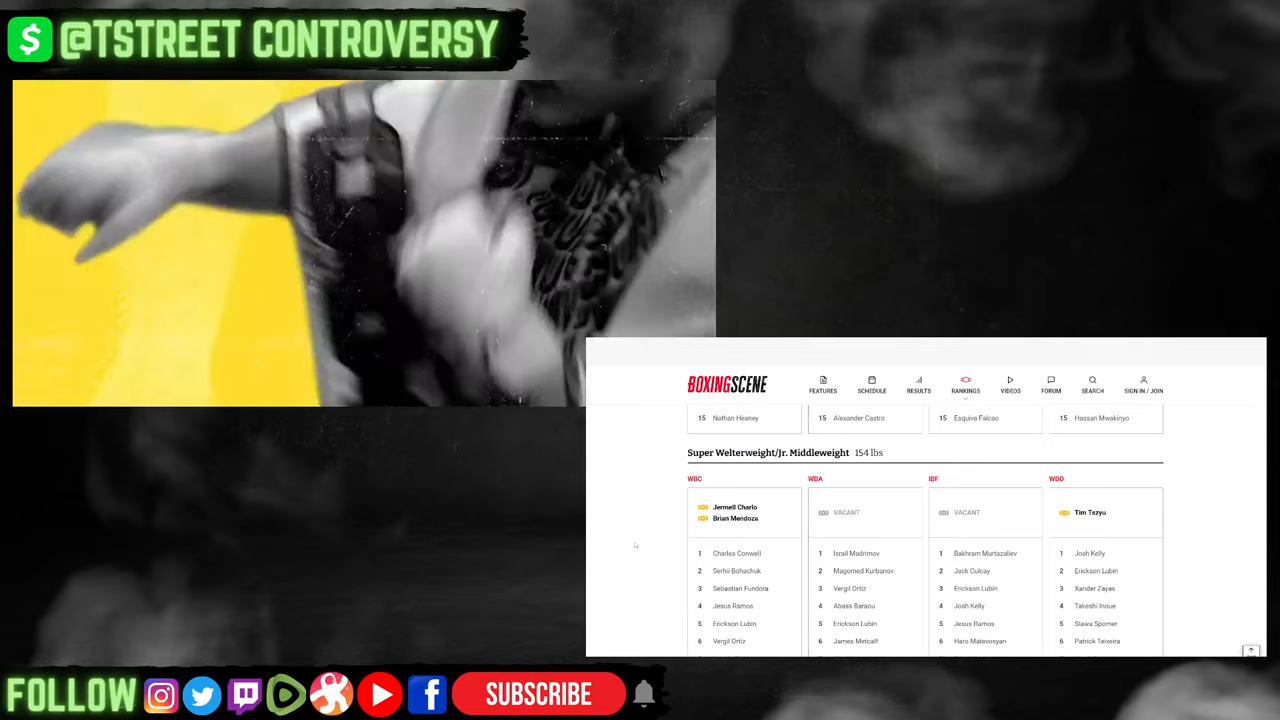 @TSTREET CONTROVERSY
BOXINGSCENE
FEATURES SCHEDULE RESULTS RANKINGS VIDEOS FORUM SEARCH SIGN IN / JOIN
15 Nathan Heaney
15 Alexander Castro
15 Esquiva Falcao
15 Hassan Mwakinyo
Super Welterweight/Jr. Middleweight 154 lbs
WBC
Jermell Charlo
Brian Mendoza
1 Charles Conwell
2 Serhii Bohachuk
3 Sebastian Fundora
4 Jesus Ramos
5 Erickson Lubin
6 Vergil Ortiz
WBA
VACANT
1 Israil Madrimov
2 Magomed Kurbanov
3 Vergil Ortiz
4 Abass Baraou
5 Erickson Lubin
6 James Metcalf
IBF
VACANT
1 Bakhram Murtazaliev
2 Jack Culcay
3 Erickson Lubin
4 Josh Kelly
5 Jesus Ramos
6 Haro Matevosyan
WBO
Tim Tszyu
1 Josh Kelly
2 Erickson Lubin
3 Xander Zayas
4 Takeshi Inoue
5 Slawa Spomer
6 Patrick Teixeira
FOLLOW
SUBSCRIBE